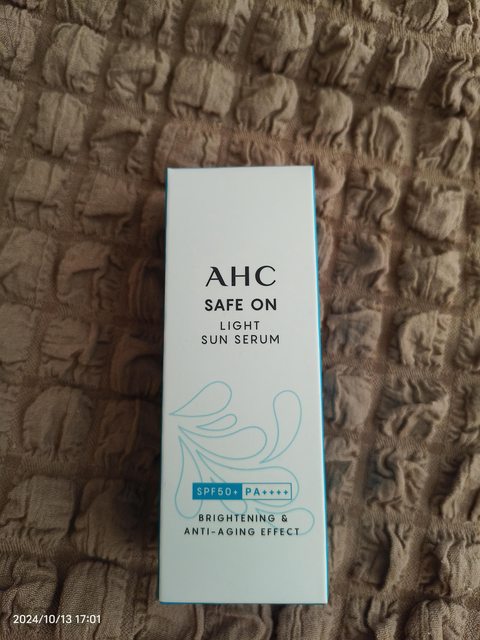 AHC
SAFE ON
LIGHT
SUN SERUM
SPF50+ PA++++
BRIGHTENING &
ANTI-AGING EFFECT
2024/10/13 17:01